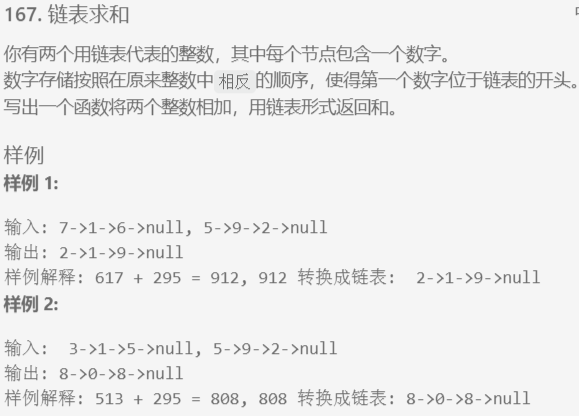 167. 链表求和
你有两个用链表代表的整数，其中每个节点包含一个数字。
数字存储按照在原来整数中 相反 的顺序，使得第一个数字位于链表的开头。
写出一个函数将两个整数相加，用链表形式返回和。
样例
样例 1:
输入: 7->1->6->null, 5->9->2->null
输出: 2->1->9->null
样例解释: 617 + 295 = 912, 912 转换成链表:  2->1->9->null
样例 2:
输入:  3->1->5->null, 5->9->2->null
输出: 8->0->8->null
样例解释: 513 + 295 = 808, 808 转换成链表: 8->0->8->null